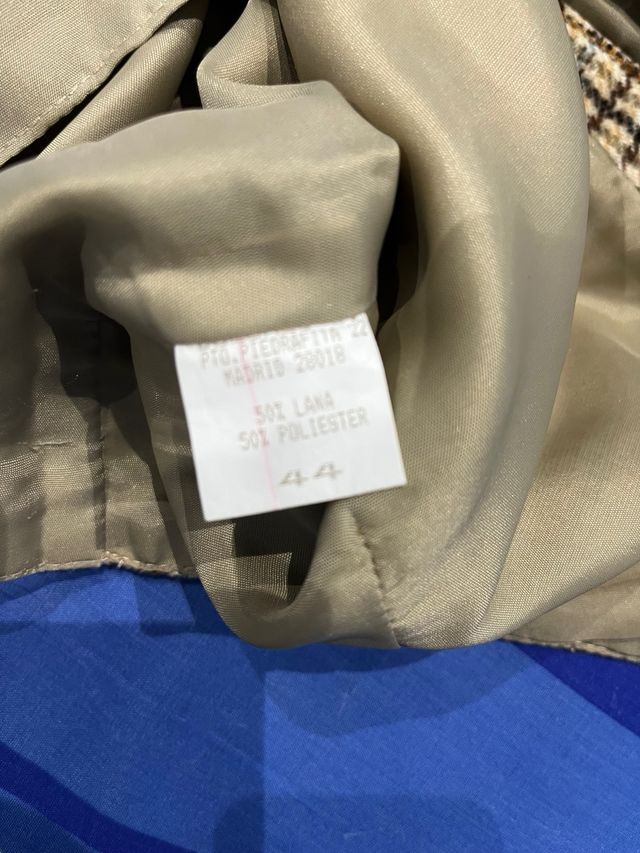 PTO.PIEDRAFITA 22
MADRID 28018
50% LANA
50% POLIESTER
44